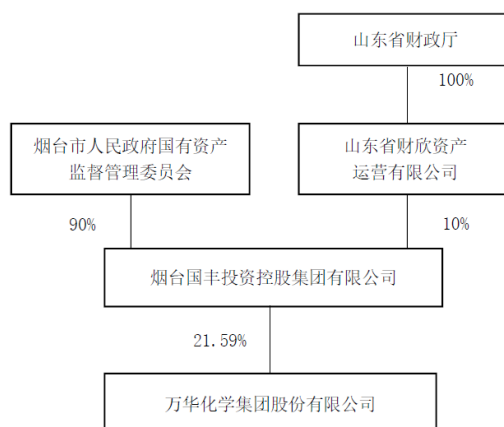 山东省财政厅
100%
烟台市人民政府国有资产
监督管理委员会
山东省财欣资产
运营有限公司
90%
10%
烟台国丰投资控股集团有限公司
21.59%
万华化学集团股份有限公司